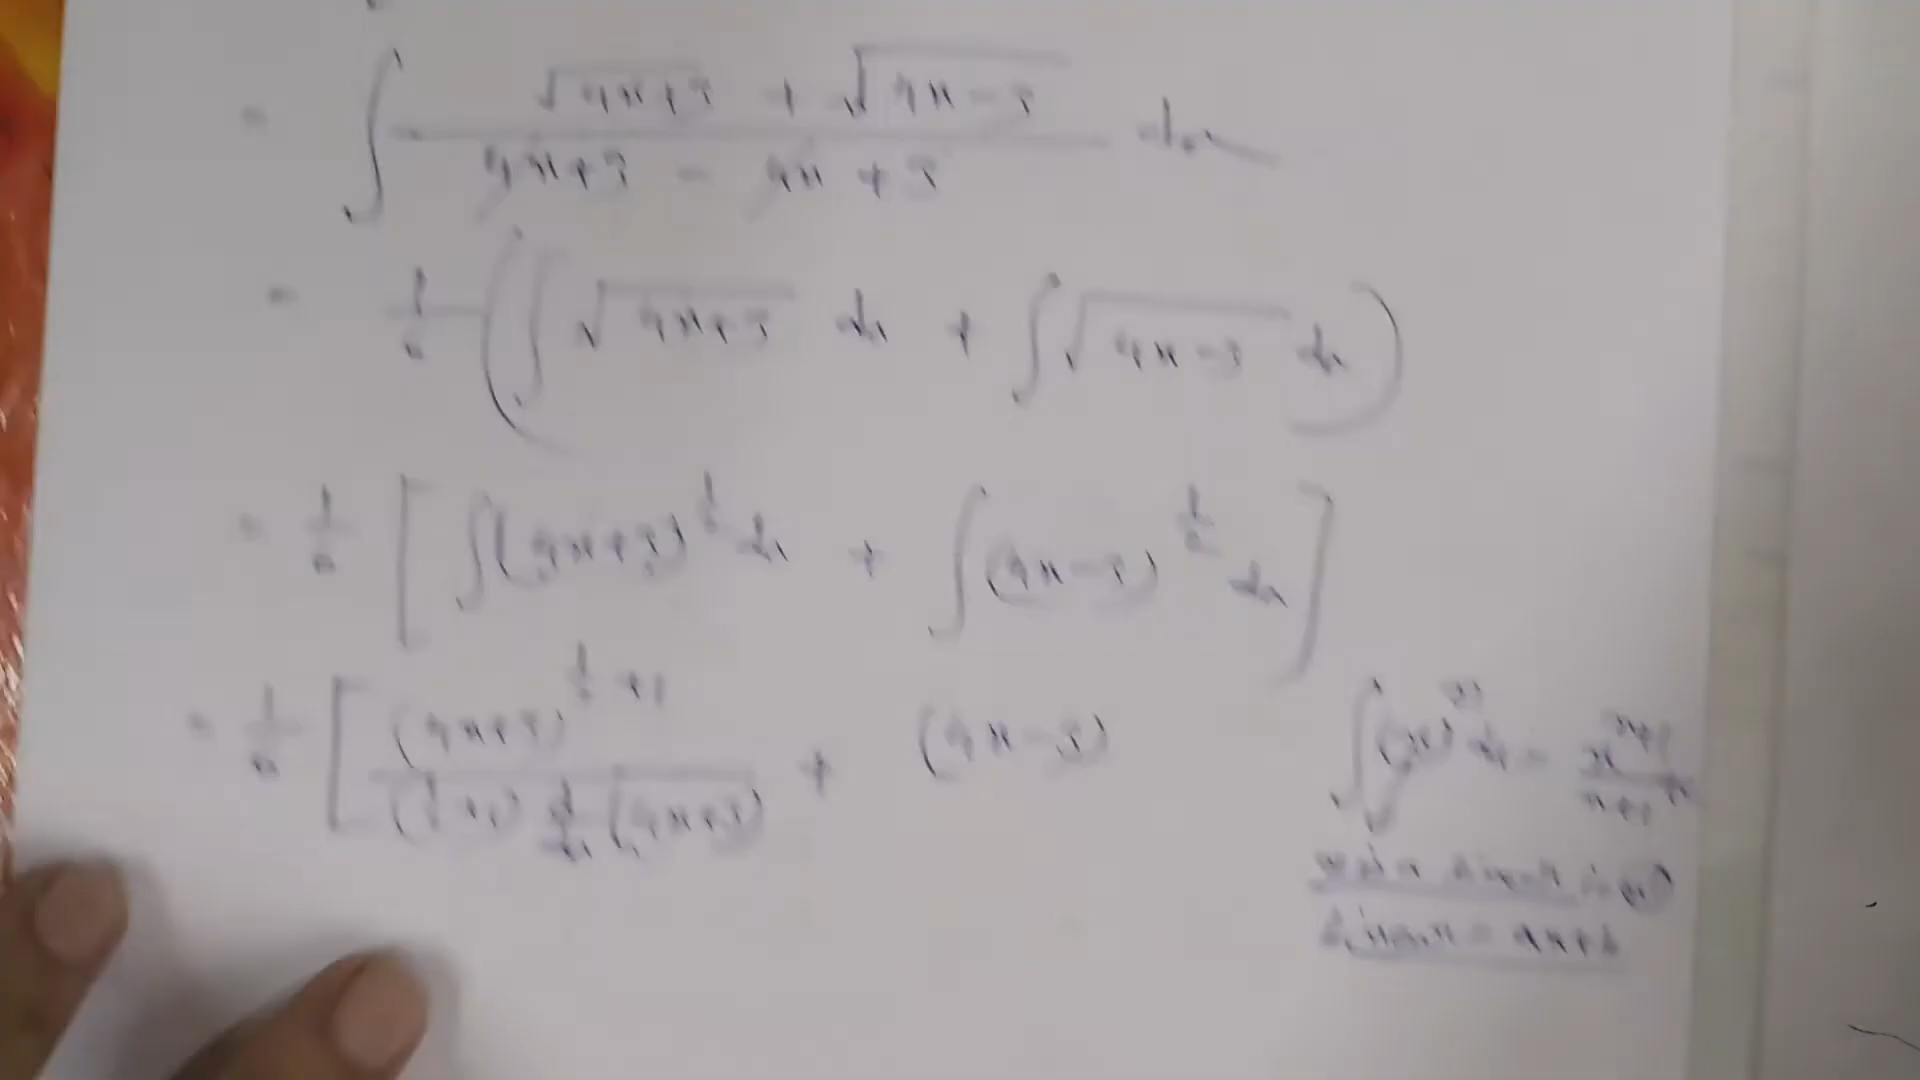 = ∫ (√(4x+3) + √(4x-3)) / (4x+3 - 4x+3) dx
= 1/6 (∫ √(4x+3) dx + ∫ √(4x-3) dx)
= 1/6 [∫(4x+3)^(1/2) dx + ∫(4x-3)^(1/2) dx]
= 1/6 [(4x+3)^(1/2 +1) / ((1/2+1) d/dx (4x+3)) + (4x-3)
∫(x)^n dx = x^(n+1) / n+1
Linear = ax+b